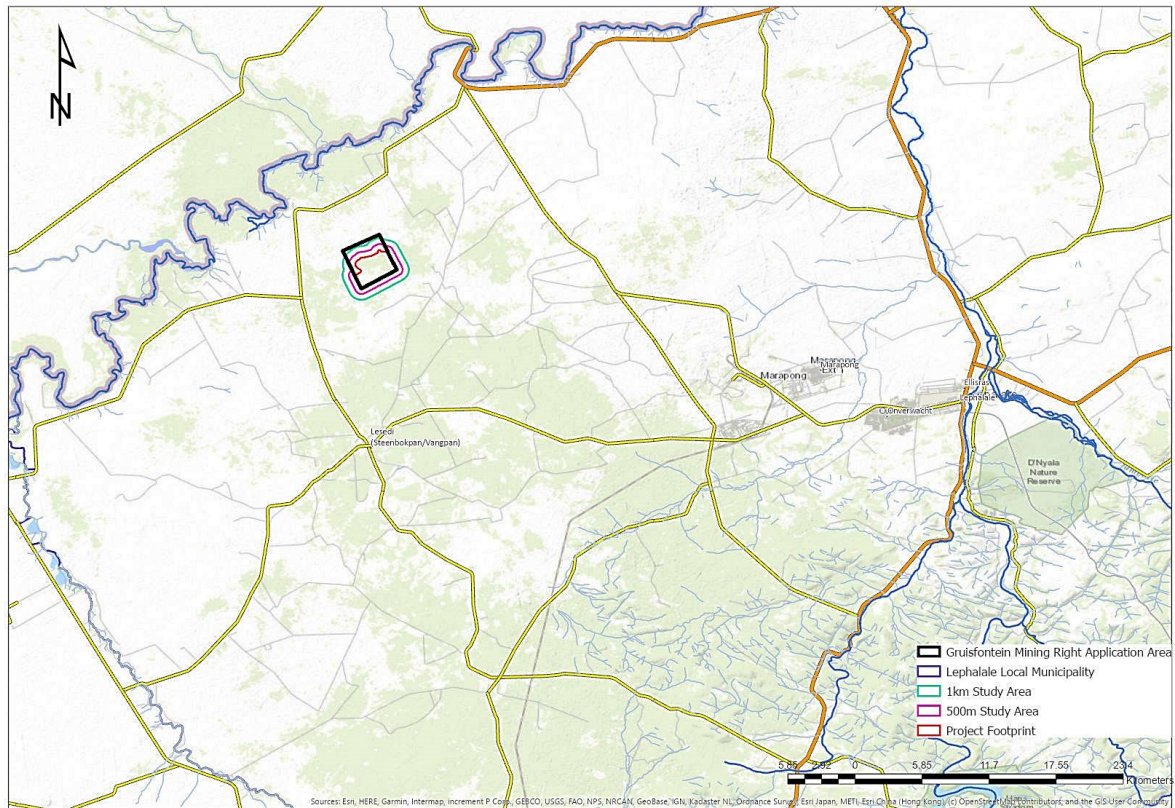 N
Marapong
Ext 1
Marapong
Marapong
Ellisras
Lephalale
Onverwacht
Lesedi
(Steenbokpan/Vangpan)
D'Nyala
Nature
Reserve
Gruisfontein Mining Right Application Area
Lephalale Local Municipality
1km Study Area
500m Study Area
Project Footprint
5.85 2.92 0 5.85 11.7 17.55 23.4
Kilometers
Sources: Esri, HERE, Garmin, Intermap, increment P Corp., GEBCO, USGS, FAO, NPS, NRCAN, GeoBase, IGN, Kadaster NL, Ordnance Survey, Esri Japan, METI, Esri China (Hong Kong), (c) OpenStreetMap contributors, and the GIS User Community